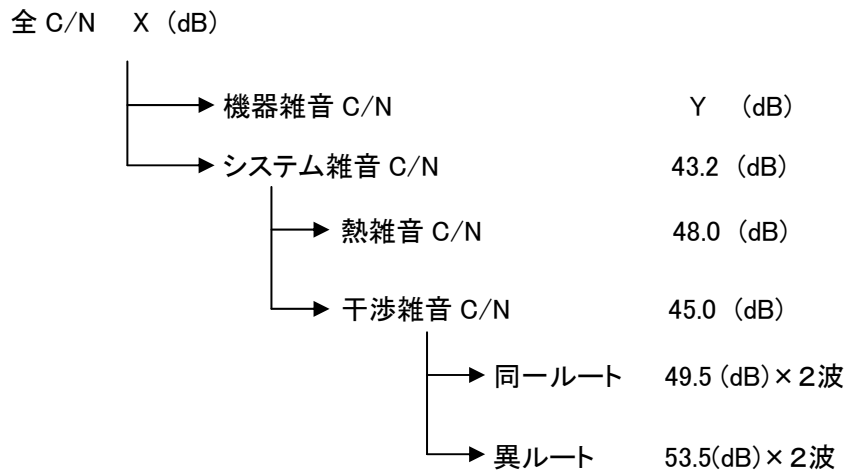 全 C/N X (dB)
機器雑音 C/N Y (dB)
システム雑音 C/N 43.2 (dB)
熱雑音 C/N 48.0 (dB)
干渉雑音 C/N 45.0 (dB)
同一ルート 49.5 (dB)×2波
異ルート 53.5(dB)×2波